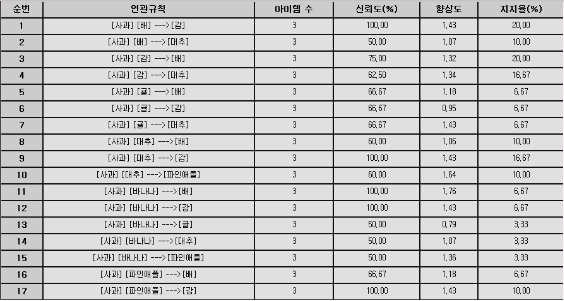 순번 연관규칙 아이템 수 신뢰도(%) 향상도 지지율(%)
1 [사과] [배] --->[감] 3 100,00 1,43 20,00
2 [사과] [배] --->[대추] 3 50,00 1,07 10,00
3 [사과] [감] --->[배] 3 75,00 1,32 20,00
4 [사과] [감] --->[대추] 3 62,50 1,34 16,67
5 [사과] [귤] --->[배] 3 66,67 1,18 6,67
6 [사과] [귤] --->[감] 3 66,67 0,95 6,67
7 [사과] [귤] --->[대추] 3 66,67 1,43 6,67
8 [사과] [대추] --->[배] 3 60,00 1,06 10,00
9 [사과] [대추] --->[감] 3 100,00 1,43 16,67
10 [사과] [대추] --->[파인애플] 3 60,00 1,64 10,00
11 [사과] [바나나] --->[배] 3 100,00 1,76 6,67
12 [사과] [바나나] --->[감] 3 100,00 1,43 6,67
13 [사과] [바나나] --->[귤] 3 50,00 0,79 3,33
14 [사과] [바나나] --->[대추] 3 50,00 1,07 3,33
15 [사과] [바나나] --->[파인애플] 3 50,00 1,36 3,33
16 [사과] [파인애플] --->[배] 3 66,67 1,18 6,67
17 [사과] [파인애플] --->[감] 3 100,00 1,43 10,00